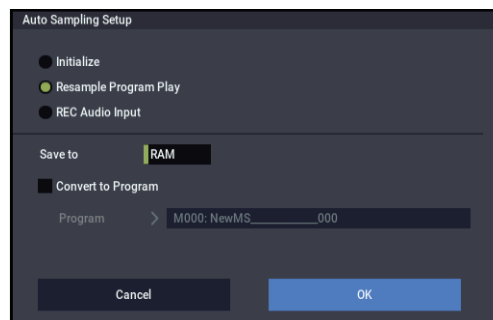 Auto Sampling Setup
Initialize
Resample Program Play
REC Audio Input
Save to RAM
Convert to Program
Program > M000: NewMS___________000
Cancel OK